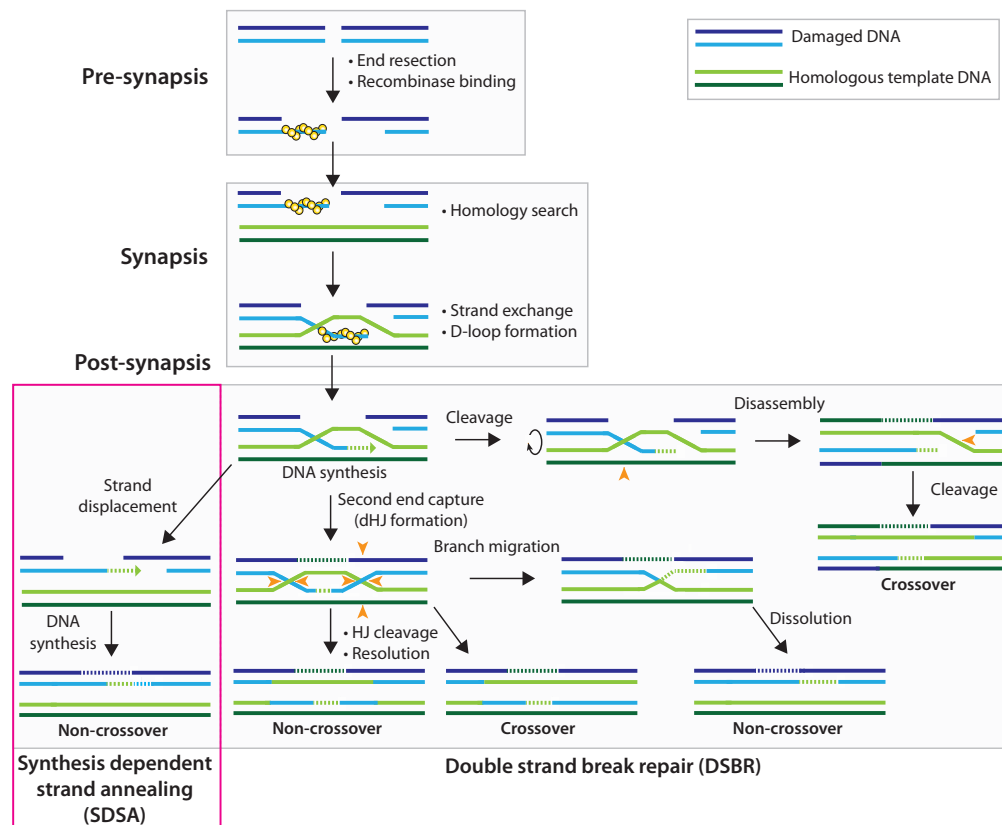 Damaged DNA
Homologous template DNA
Pre-synapsis
• End resection
• Recombinase binding
• Homology search
Synapsis
• Strand exchange
• D-loop formation
Post-synapsis
Cleavage
Disassembly
DNA synthesis
Strand
displacement
Cleavage
Second end capture
(dHJ formation)
Branch migration
Crossover
DNA
synthesis
• HJ cleavage
• Resolution
Dissolution
Non-crossover
Non-crossover
Crossover
Non-crossover
Synthesis dependent
strand annealing
(SDSA)
Double strand break repair (DSBR)